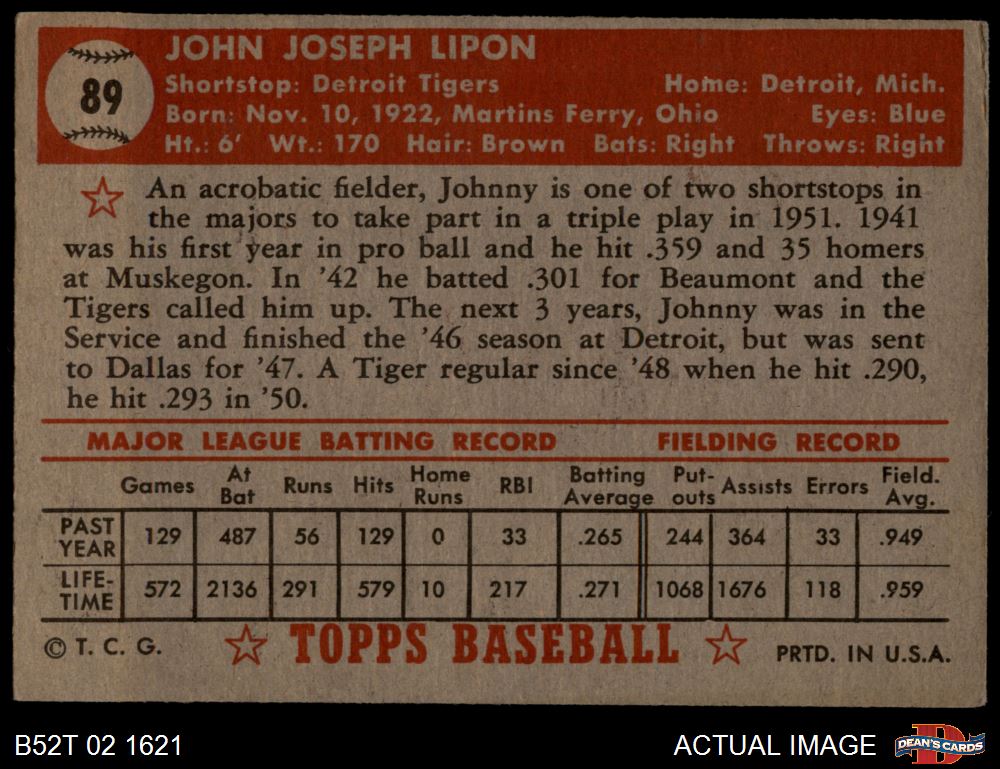 89
JOHN JOSEPH LIPON
Shortstop: Detroit Tigers Home: Detroit, Mich.
Born: Nov. 10, 1922, Martins Ferry, Ohio Eyes: Blue
Ht.: 6' Wt.: 170 Hair: Brown Bats: Right Throws: Right
An acrobatic fielder, Johnny is one of two shortstops in
the majors to take part in a triple play in 1951. 1941
was his first year in pro ball and he hit .359 and 35 homers
at Muskegon. In '42 he batted .301 for Beaumont and the
Tigers called him up. The next 3 years, Johnny was in the
Service and finished the '46 season at Detroit, but was sent
to Dallas for '47. A Tiger regular since '48 when he hit .290,
he hit .293 in '50.
MAJOR LEAGUE BATTING RECORD FIELDING RECORD
Games At Bat Runs Hits Home Runs RBI Batting Average Put-outs Assists Errors Field. Avg.
PAST YEAR 129 487 56 129 0 33 .265 244 364 33 .949
LIFE-TIME 572 2136 291 579 10 217 .271 1068 1676 118 .959
© T. C. G. TOPPS BASEBALL PRTD. IN U.S.A.
B52T 02 1621 ACTUAL IMAGE D DEAN'S CARDS